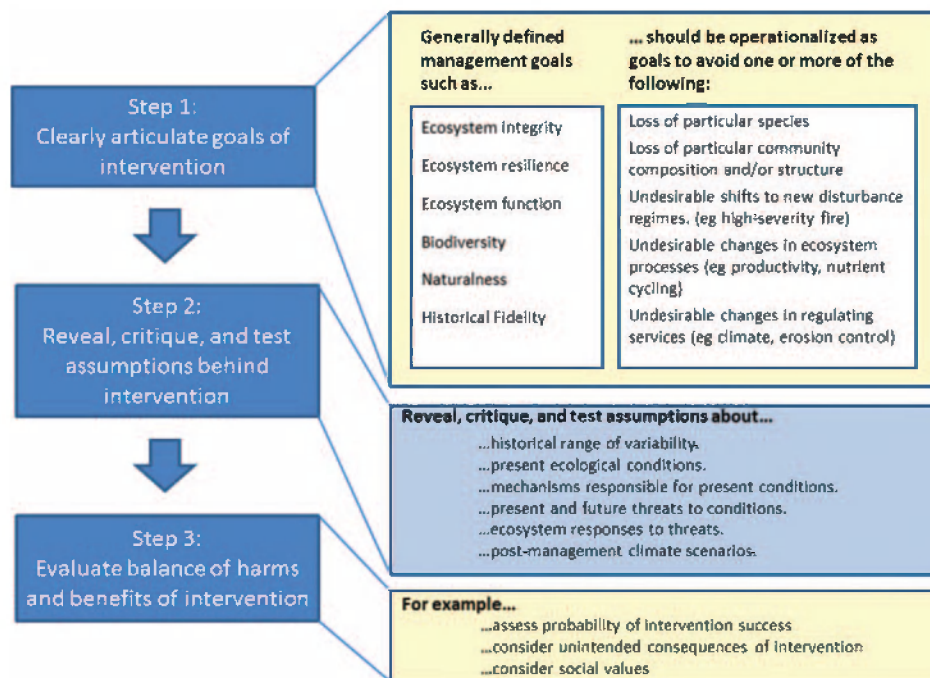 Step 1:
Clearly articulate goals of
intervention
Generally defined
management goals
such as...
... should be operationalized as
goals to avoid one or more of the
following:
Ecosystem integrity
Ecosystem resilience
Ecosystem function
Biodiversity
Naturalness
Historical Fidelity
Loss of particular species
Loss of particular community
composition and/or structure
Undesirable shifts to new disturbance
regimes. (eg high-severity fire)
Undesirable changes in ecosystem
processes (eg productivity, nutrient
cycling)
Undesirable changes in regulating
services (eg climate, erosion control)
Step 2:
Reveal, critique, and test
assumptions behind
intervention
Reveal, critique, and test assumptions about...
...historical range of variability.
...present ecological conditions.
...mechanisms responsible for present conditions.
...present and future threats to conditions.
...ecosystem responses to threats.
...post-management climate scenarios.
Step 3:
Evaluate balance of harms
and benefits of intervention
For example...
...assess probability of intervention success
...consider unintended consequences of intervention
...consider social values